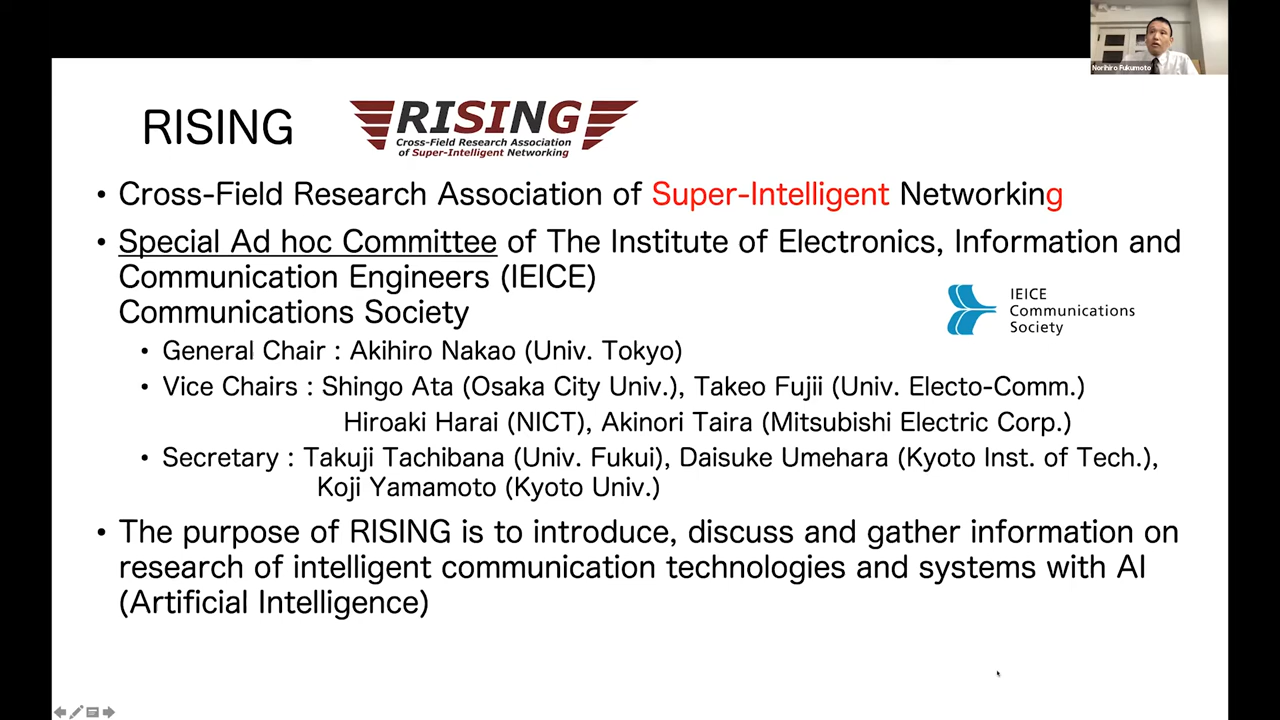 Norihiro Fukumoto
RISING
RISING
Cross-Field Research Association
of Super-Intelligent Networking
• Cross-Field Research Association of Super-Intelligent Networking
• Special Ad hoc Committee of The Institute of Electronics, Information and
Communication Engineers (IEICE)
Communications Society
IEICE
Communications
Society
• General Chair : Akihiro Nakao (Univ. Tokyo)
• Vice Chairs : Shingo Ata (Osaka City Univ.), Takeo Fujii (Univ. Electo-Comm.)
Hiroaki Harai (NICT), Akinori Taira (Mitsubishi Electric Corp.)
• Secretary : Takuji Tachibana (Univ. Fukui), Daisuke Umehara (Kyoto Inst. of Tech.),
Koji Yamamoto (Kyoto Univ.)
• The purpose of RISING is to introduce, discuss and gather information on
research of intelligent communication technologies and systems with AI
(Artificial Intelligence)